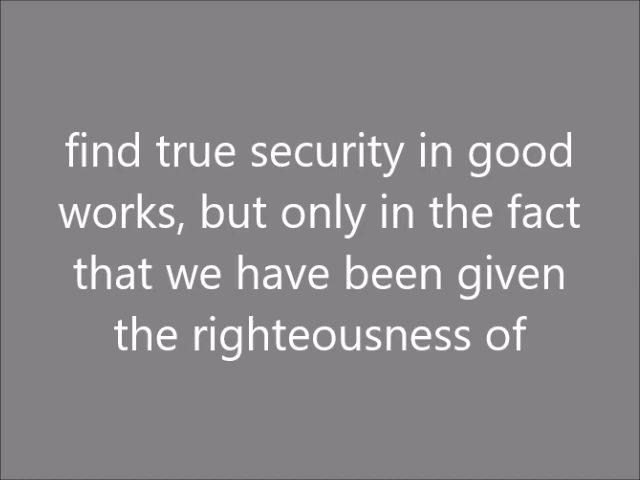 find true security in good
works, but only in the fact
that we have been given
the righteousness of